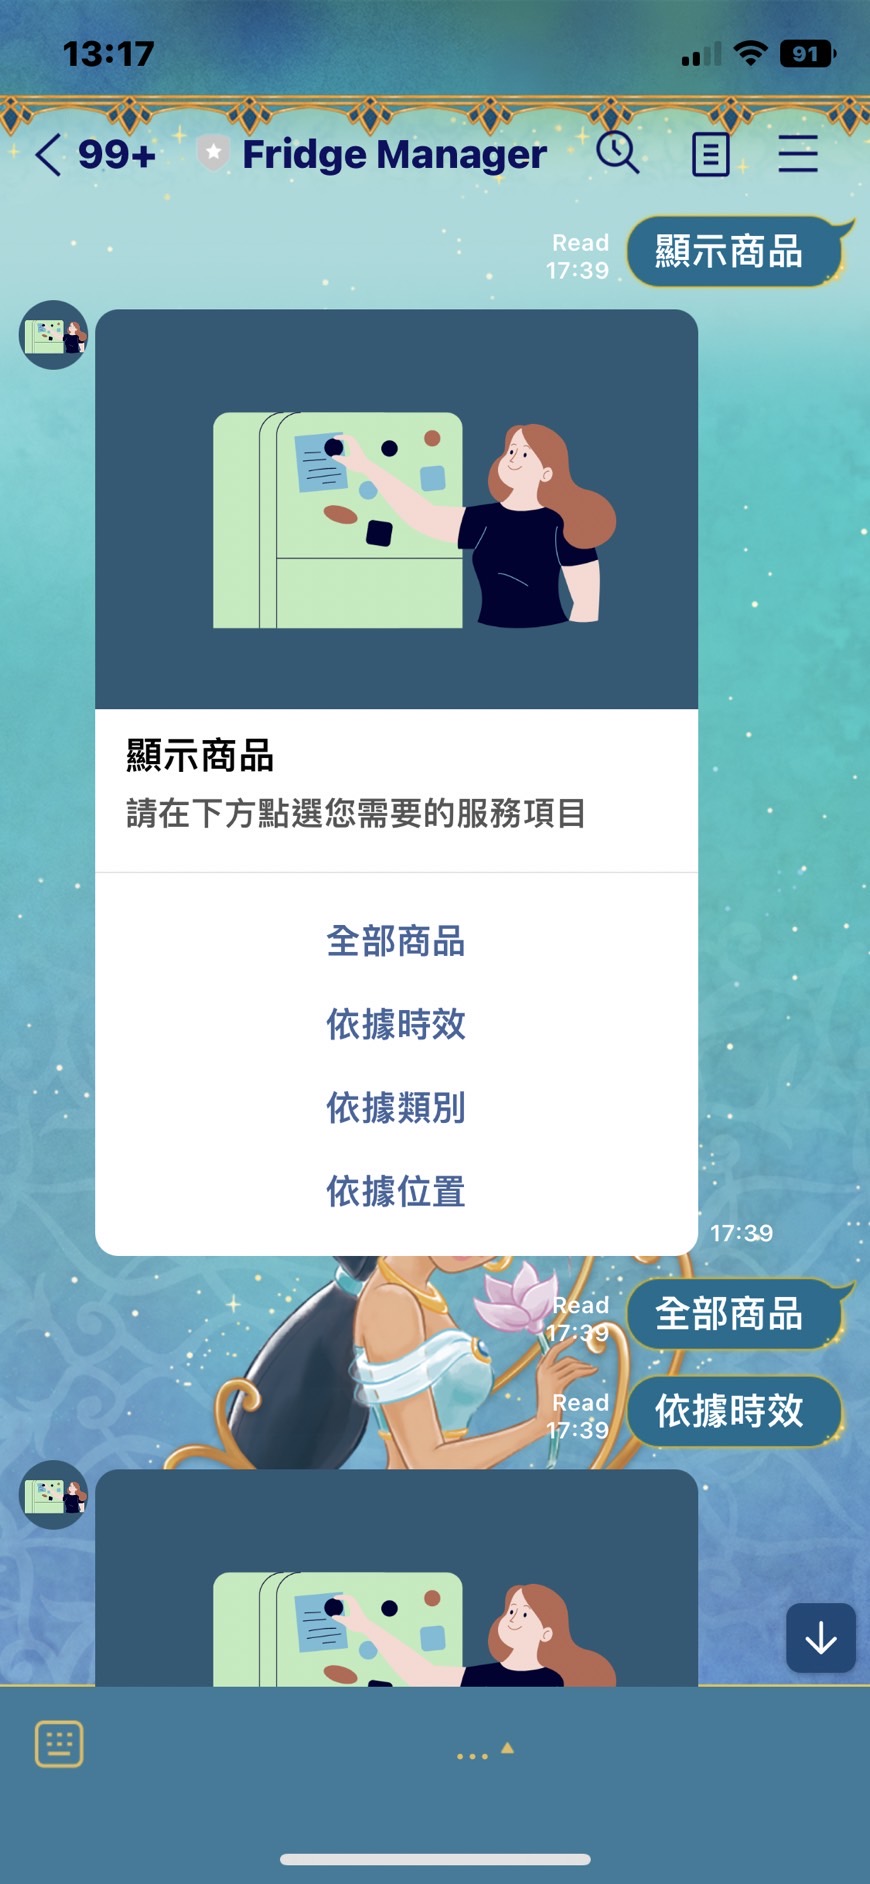 13:17
91
99+
Fridge Manager
Read
17:39
顯示商品
顯示商品
請在下方點選您需要的服務項目
全部商品
依據時效
依據類別
依據位置
17:39
Read
17:39
全部商品
Read
17:39
依據時效